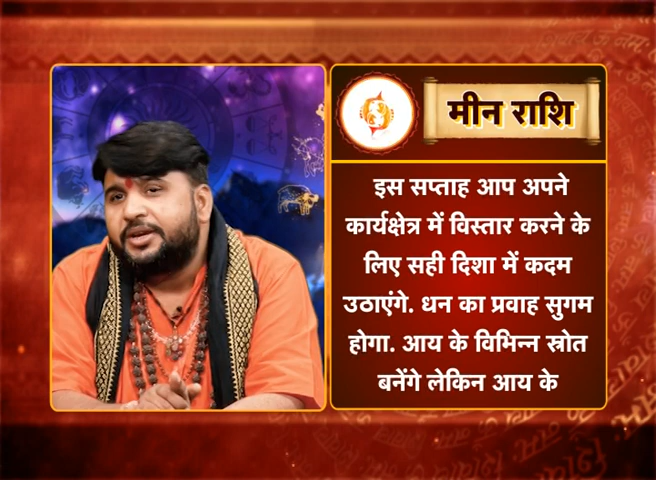 मीन राशि
इस सप्ताह आप अपने
कार्यक्षेत्र में विस्तार करने के
लिए सही दिशा में कदम
उठाएंगे. धन का प्रवाह सुगम
होगा. आय के विभिन्न स्रोत
बनेंगे लेकिन आय के